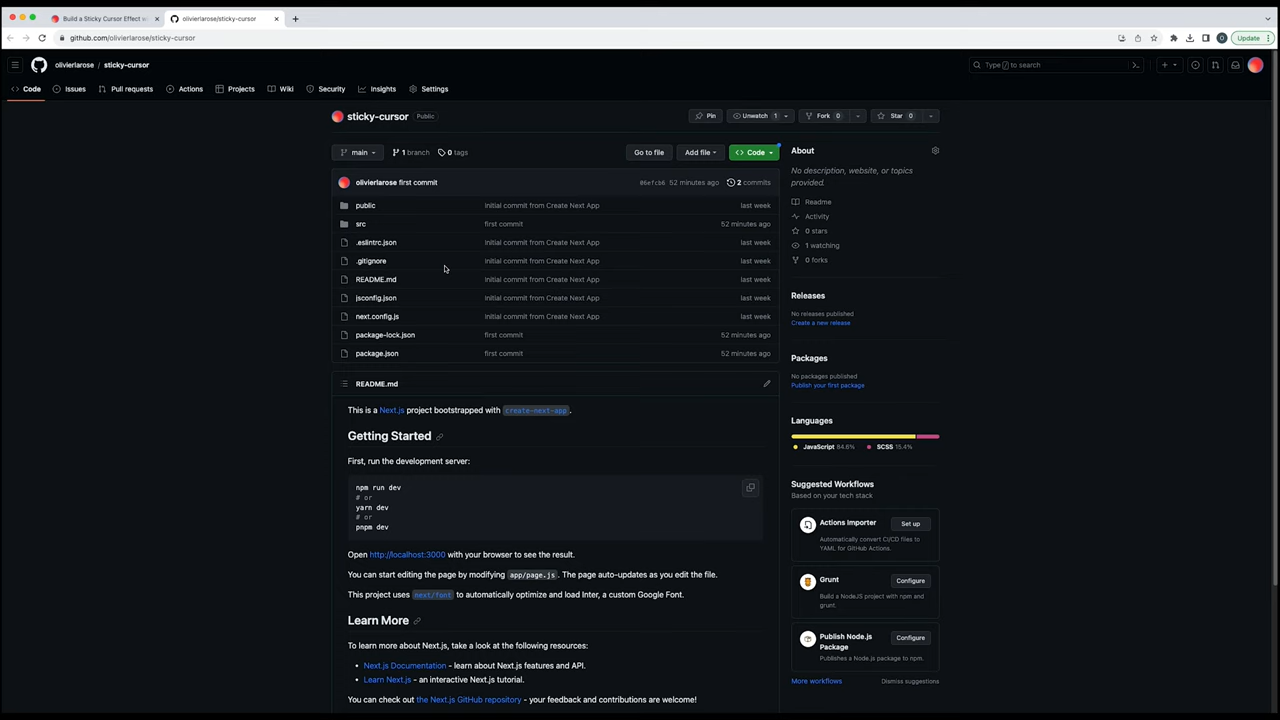 Build a Sticky Cursor Effect
olivierlarose/sticky-cursor
github.com/olivierlarose/sticky-cursor
Update
olivierlarose / sticky-cursor
Type / to search
Code Issues Pull requests Actions Projects Wiki Security Insights Settings
sticky-cursor Public
Pin Unwatch 1 Fork 0 Star 0
main 1 branch 0 tags Go to file Add file Code
olivierlarose first commit 06efcb6 52 minutes ago 2 commits
public Initial commit from Create Next App last week
src first commit 52 minutes ago
.eslintrc.json Initial commit from Create Next App last week
.gitignore Initial commit from Create Next App last week
README.md Initial commit from Create Next App last week
jsconfig.json Initial commit from Create Next App last week
next.config.js Initial commit from Create Next App last week
package-lock.json first commit 52 minutes ago
package.json first commit 52 minutes ago
README.md
This is a Next.js project bootstrapped with create-next-app.
Getting Started
First, run the development server:
npm run dev
# or
yarn dev
# or
pnpm dev
Open http://localhost:3000 with your browser to see the result.
You can start editing the page by modifying app/page.js. The page auto-updates as you edit the file.
This project uses next/font to automatically optimize and load Inter, a custom Google Font.
Learn More
To learn more about Next.js, take a look at the following resources:
Next.js Documentation - learn about Next.js features and API.
Learn Next.js - an interactive Next.js tutorial.
You can check out the Next.js GitHub repository - your feedback and contributions are welcome!
About
No description, website, or topics
provided.
Readme
Activity
0 stars
1 watching
0 forks
Releases
No releases published
Create a new release
Packages
No packages published
Publish your first package
Languages
JavaScript 84.6% SCSS 15.4%
Suggested Workflows
Based on your tech stack
Actions Importer Set up
Automatically convert CI/CD files to
YAML for GitHub Actions.
Grunt Configure
Build a NodeJS project with npm and
grunt.
Publish Node.js
Package Configure
Publishes a Node.js package to npm.
More workflows Dismiss suggestions